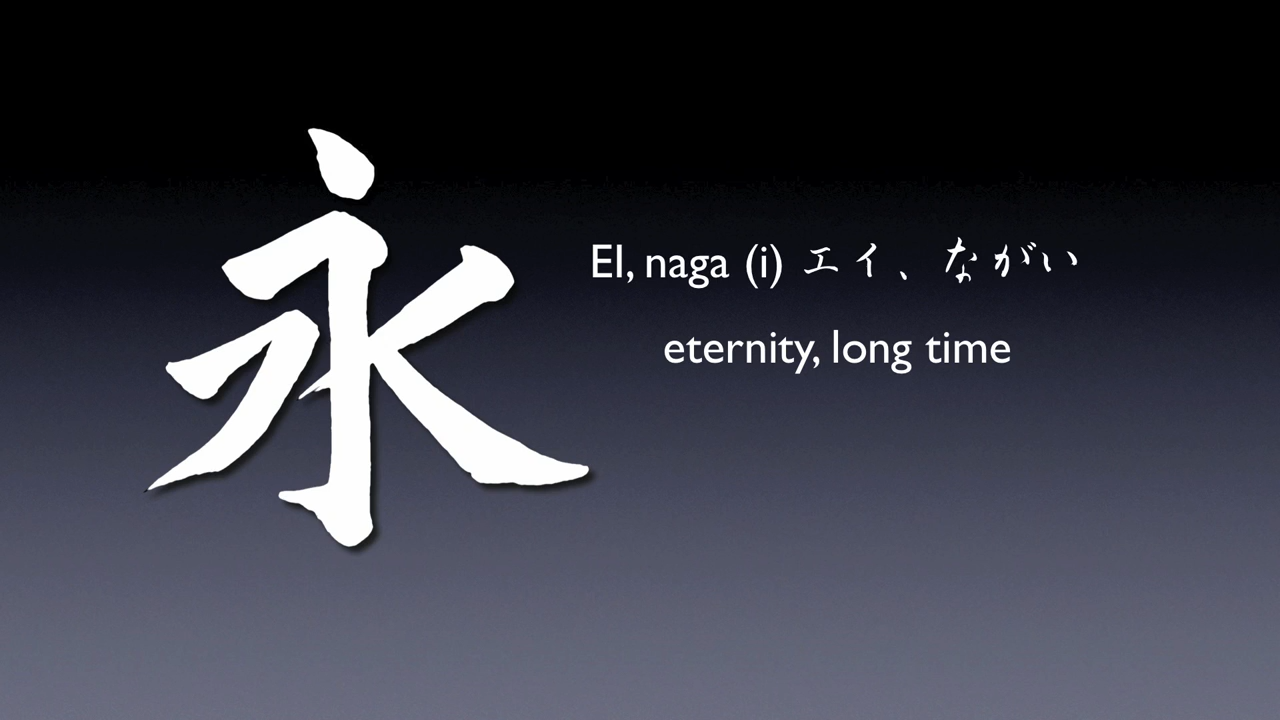 永
EI, naga (i) エイ、ながい
eternity, long time